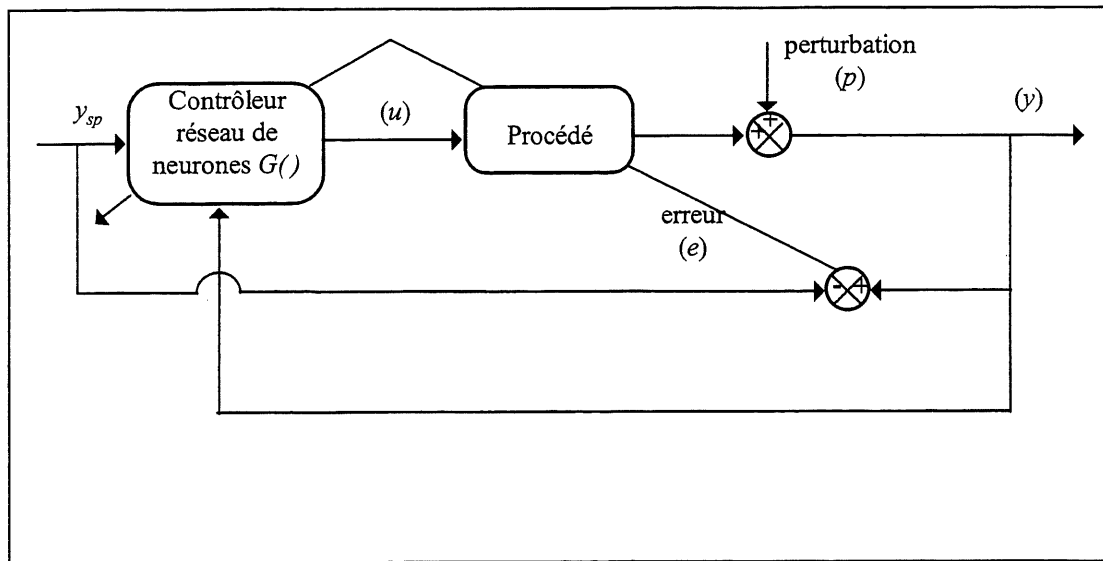 perturbation
(p)
y_sp
Contrôleur
réseau de
neurones G()
(u)
Procédé
+
+
(y)
erreur
(e)
-
+